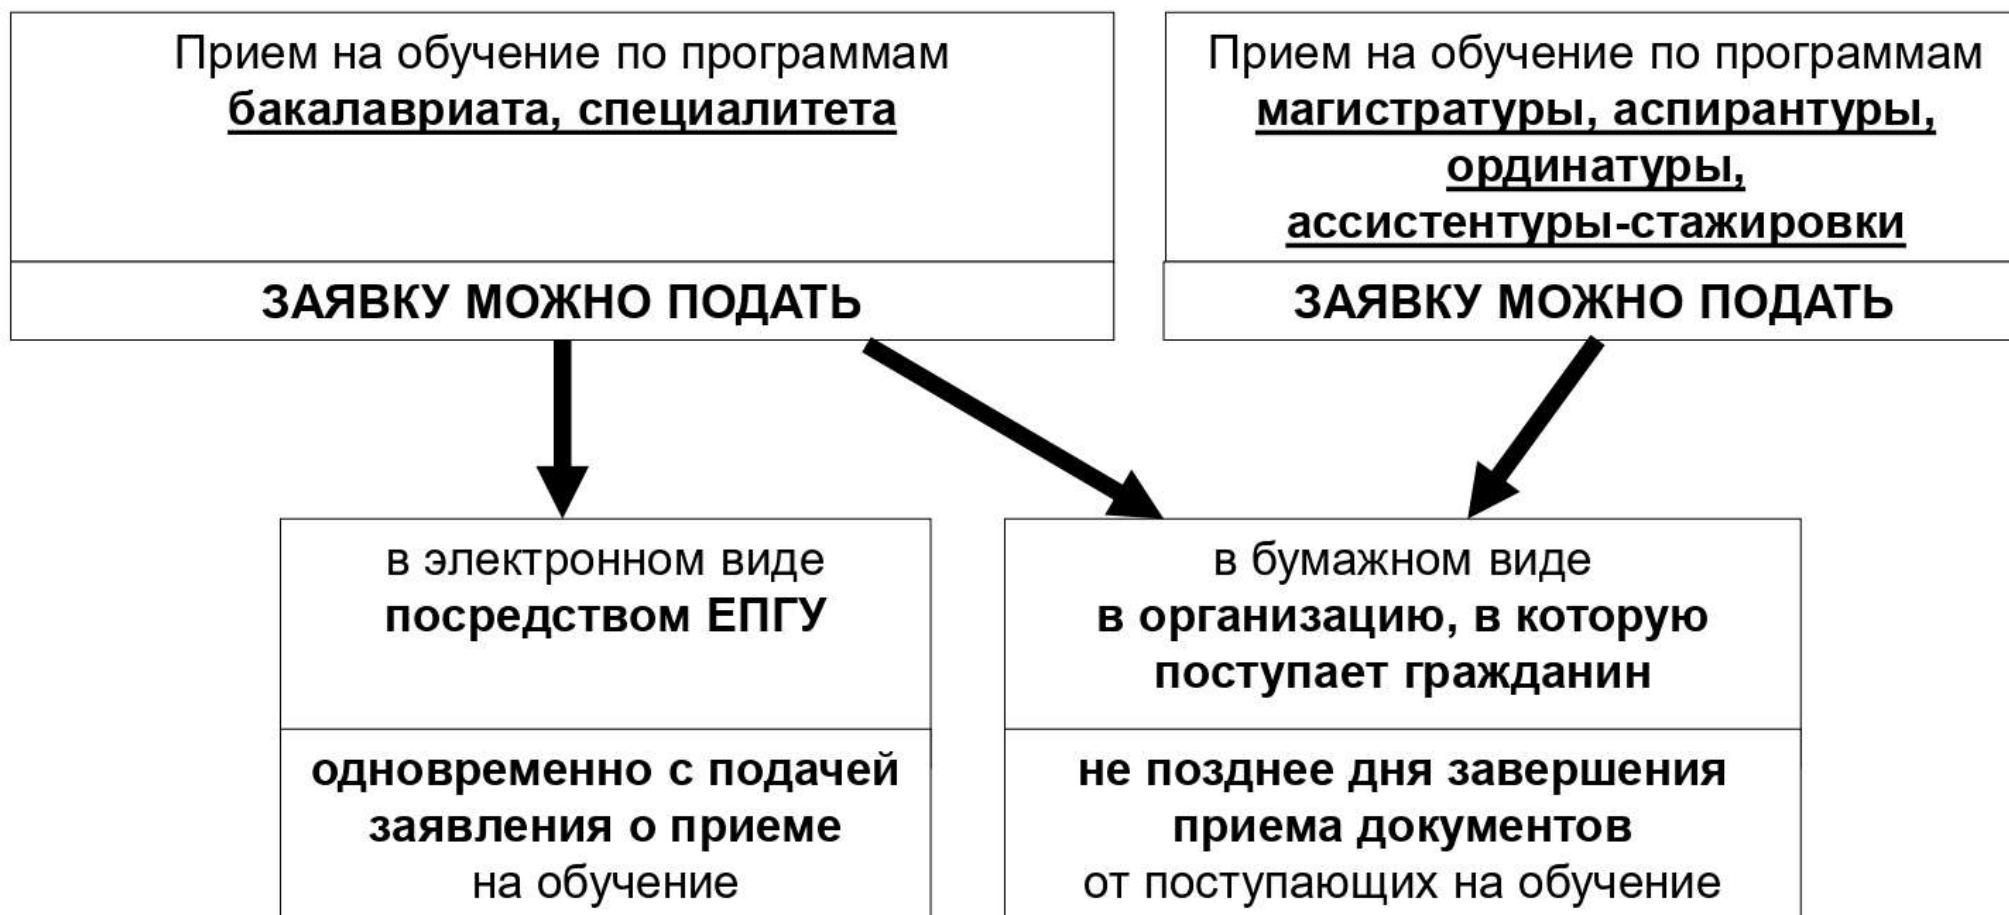 Прием на обучение по программам
бакалавриата, специалитета
ЗАЯВКУ МОЖНО ПОДАТЬ
Прием на обучение по программам
магистратуры, аспирантуры,
ординатуры,
ассистентуры-стажировки
ЗАЯВКУ МОЖНО ПОДАТЬ
в электронном виде
посредством ЕПГУ
одновременно с подачей
заявления о приеме
на обучение
в бумажном виде
в организацию, в которую
поступает гражданин
не позднее дня завершения
приема документов
от поступающих на обучение